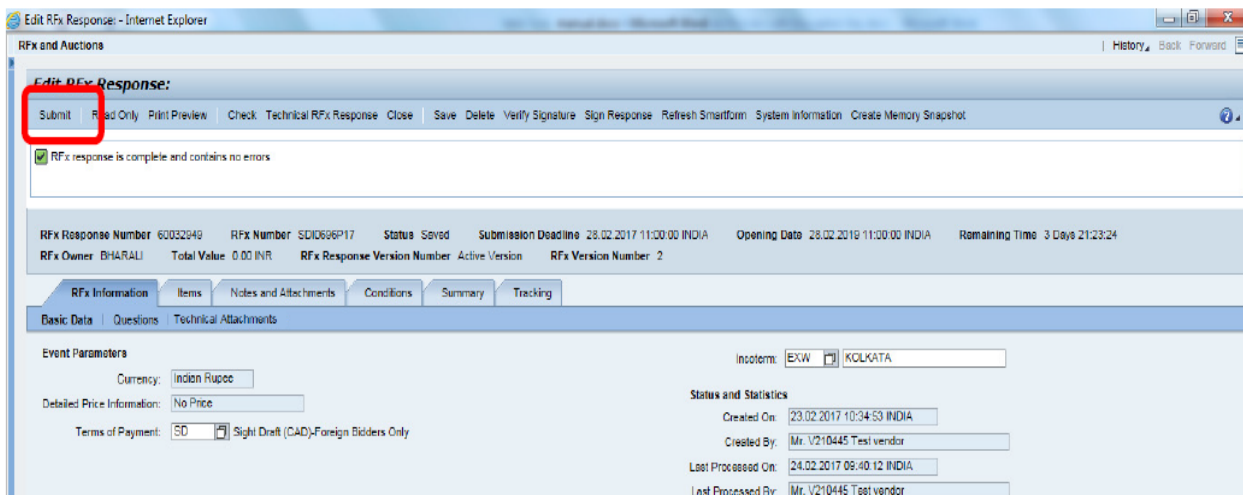 Edit RFx Response: - Internet Explorer
RFx and Auctions
History Back Forward
Edit RFx Response:
Submit Read Only Print Preview Check Technical RFx Response Close Save Delete Verify Signature Sign Response Refresh Smartform System Information Create Memory Snapshot
RFx response is complete and contains no errors
RFx Response Number 60032949 RFx Number SDI0696P17 Status Saved Submission Deadline 28.02.2017 11:00:00 INDIA Opening Date 28.02.2019 11:00:00 INDIA Remaining Time 3 Days 21:23:24
RFx Owner BHARALI Total Value 0.00 INR RFx Response Version Number Active Version RFx Version Number 2
RFx Information Items Notes and Attachments Conditions Summary Tracking
Basic Data Questions Technical Attachments
Event Parameters
Currency: Indian Rupee
Detailed Price Information: No Price
Terms of Payment: SD Sight Draft (CAD)-Foreign Bidders Only
Incoterm: EXW KOLKATA
Status and Statistics
Created On: 23.02.2017 10:34:53 INDIA
Created By: Mr. V210445 Test vendor
Last Processed On: 24.02.2017 09:40:12 INDIA
Last Processed By: Mr. V210445 Test vendor